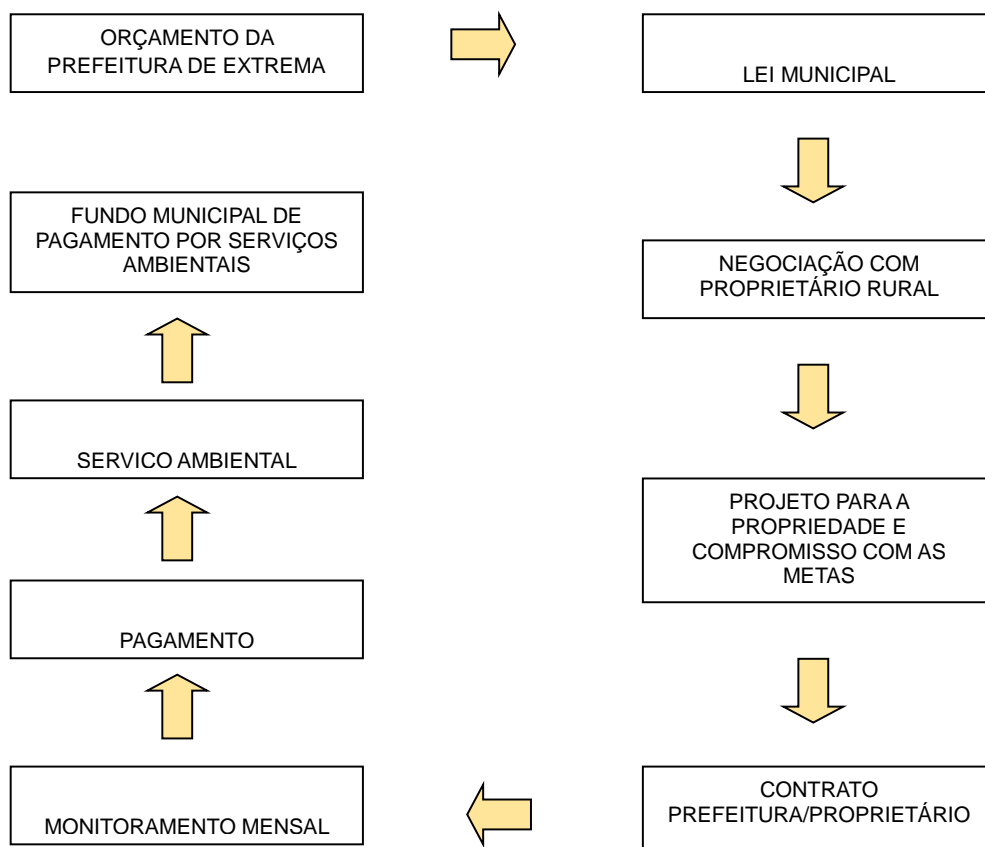 ORÇAMENTO DA
PREFEITURA DE EXTREMA
LEI MUNICIPAL
FUNDO MUNICIPAL DE
PAGAMENTO POR SERVIÇOS
AMBIENTAIS
NEGOCIAÇÃO COM
PROPRIETÁRIO RURAL
SERVICO AMBIENTAL
PROJETO PARA A
PROPRIEDADE E
COMPROMISSO COM AS
METAS
PAGAMENTO
MONITORAMENTO MENSAL
CONTRATO
PREFEITURA/PROPRIETÁRIO